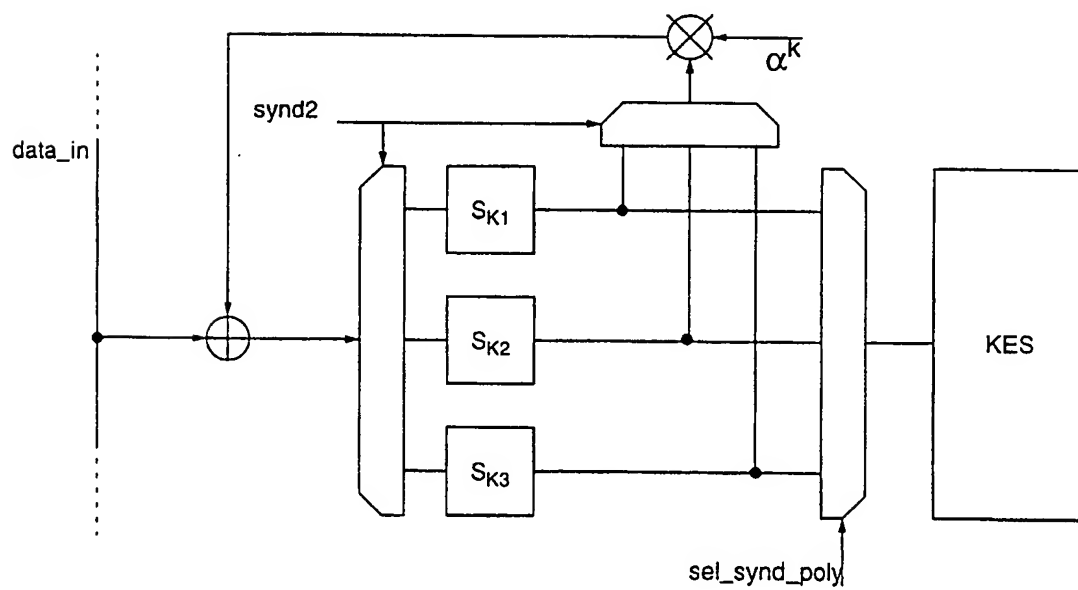 α^K
synd2
data_in
S_K1
S_K2
KES
S_K3
sel_synd_poly